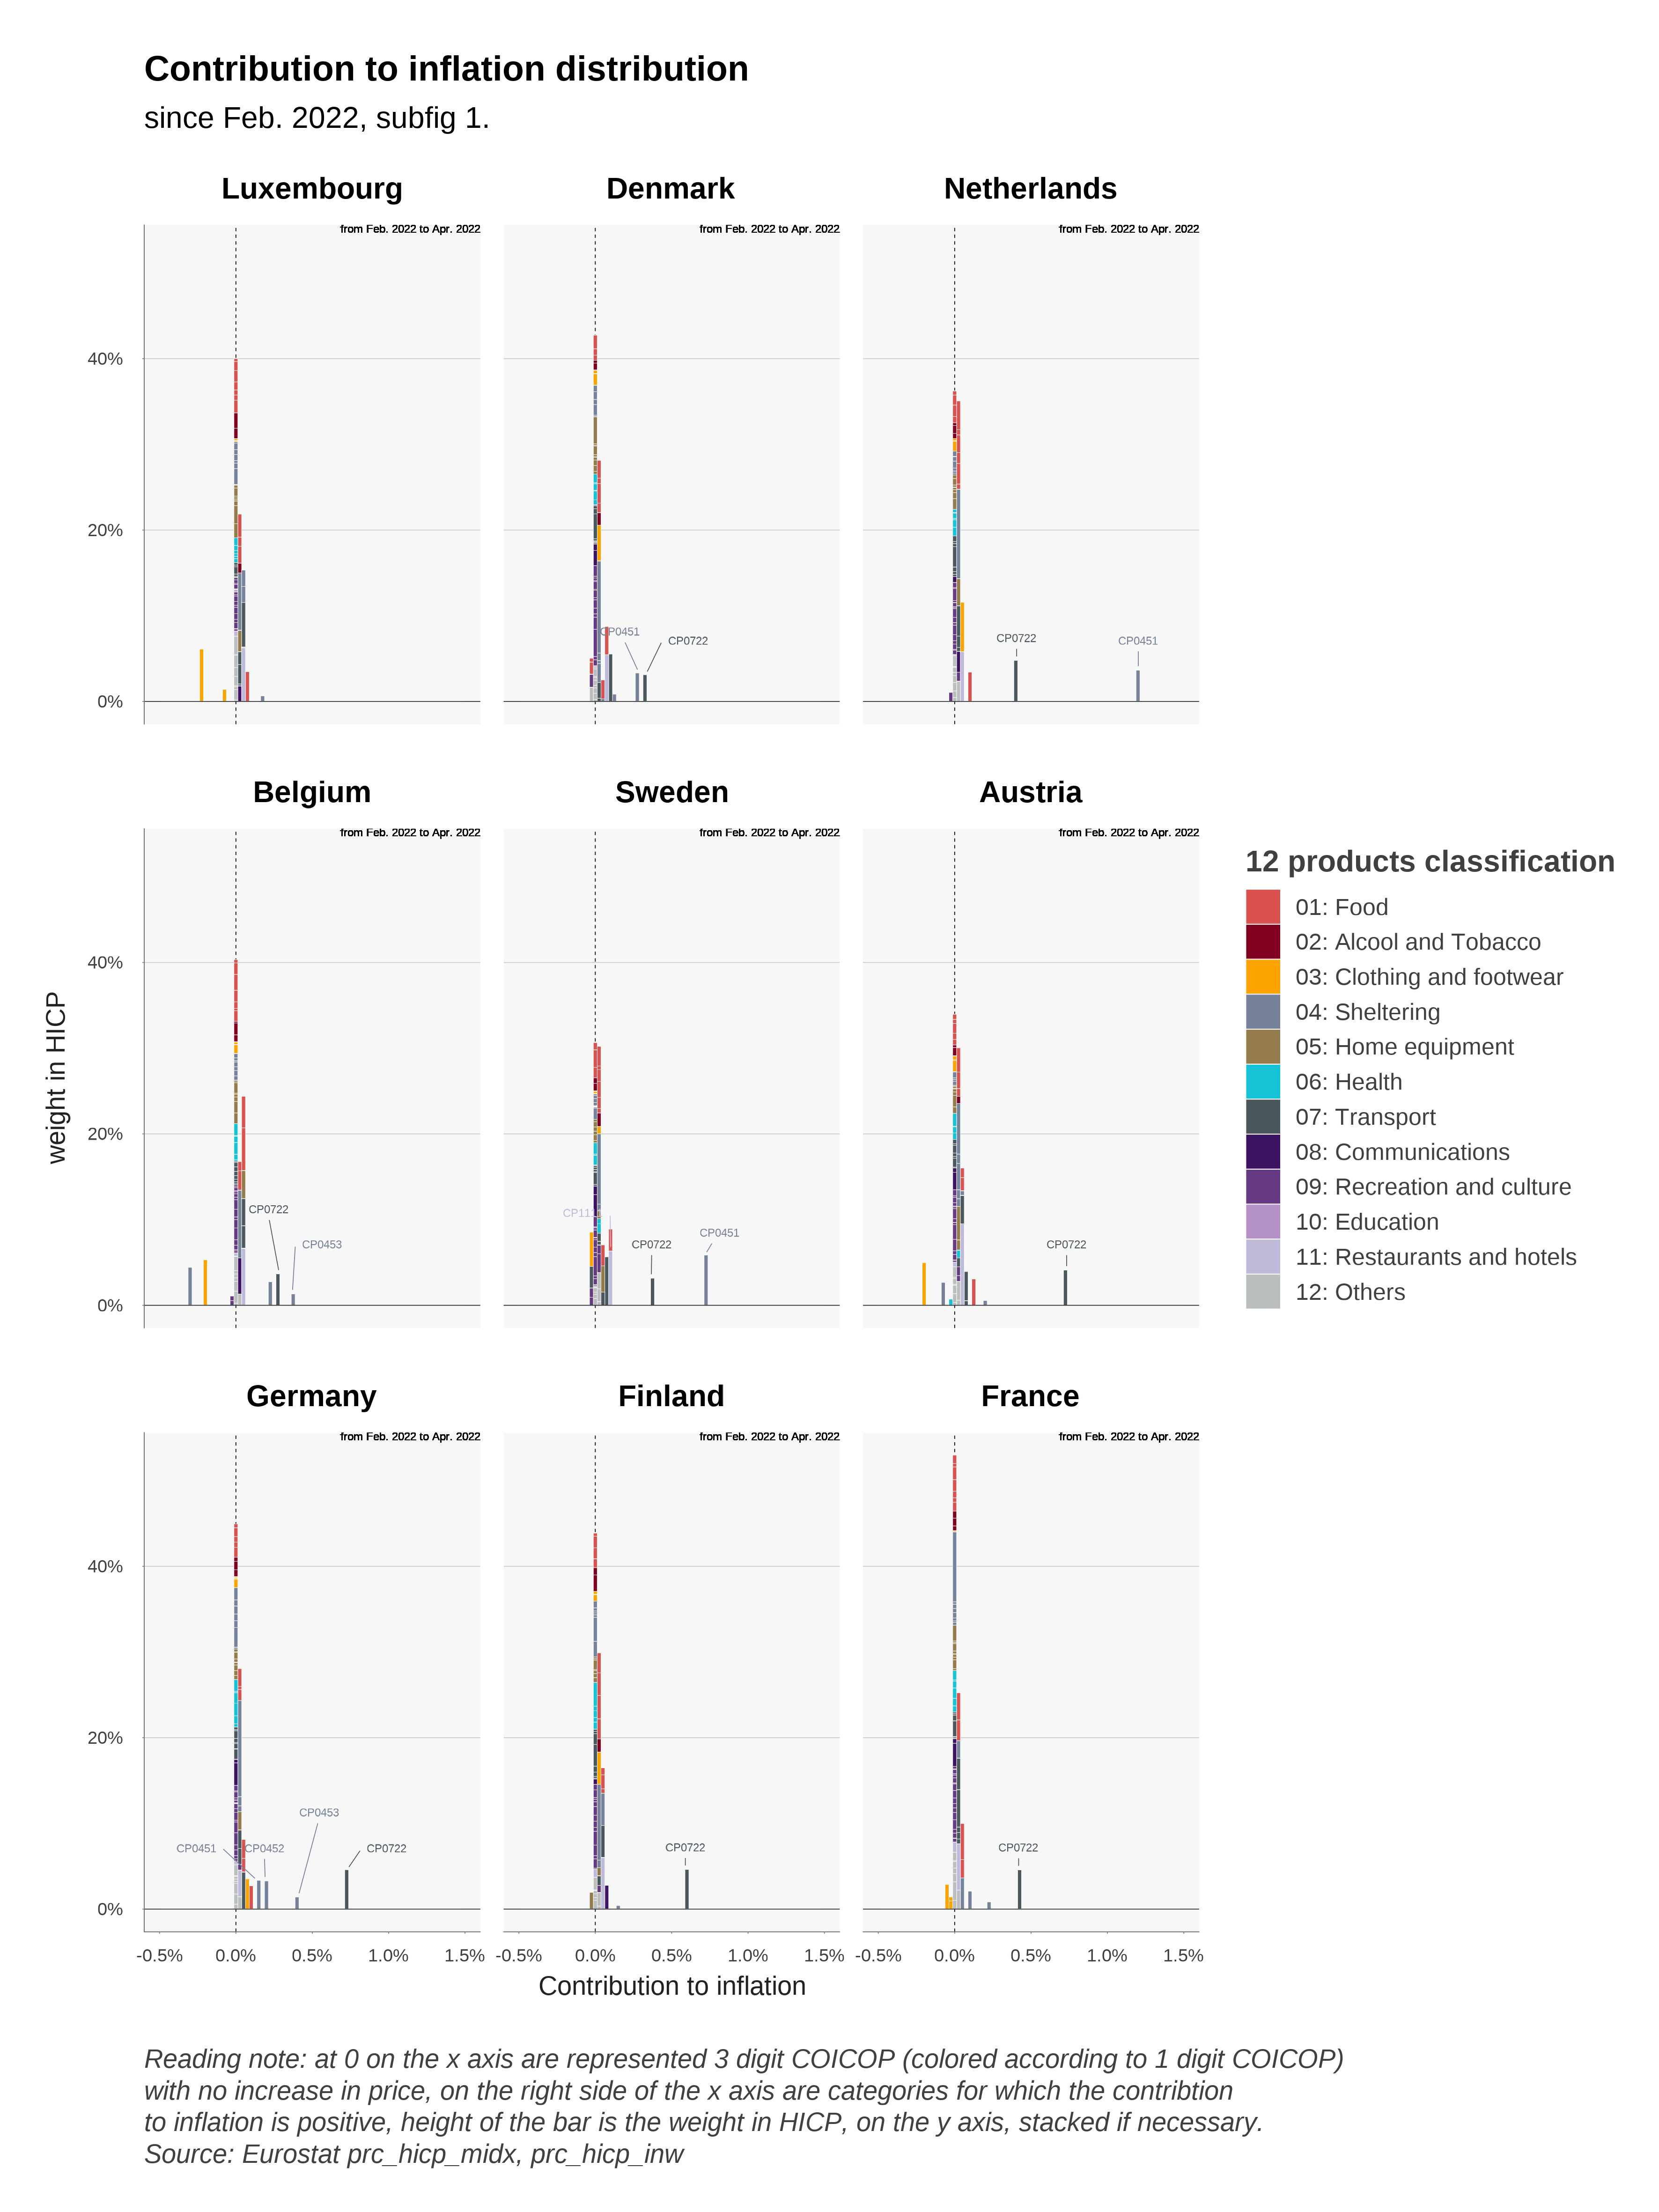 Contribution to inflation distribution
since Feb. 2022, subfig 1.
Luxembourg
Denmark
Netherlands
from Feb. 2022 to Apr. 2022
from Feb. 2022 to Apr. 2022
from Feb. 2022 to Apr. 2022
40%
20%
0%
CP0451
CP0722
CP0722
CP0451
Belgium
Sweden
Austria
from Feb. 2022 to Apr. 2022
from Feb. 2022 to Apr. 2022
from Feb. 2022 to Apr. 2022
40%
20%
0%
CP0722
CP0453
CP0722
CP0451
CP0722
weight in HICP
12 products classification
01: Food
02: Alcool and Tobacco
03: Clothing and footwear
04: Sheltering
05: Home equipment
06: Health
07: Transport
08: Communications
09: Recreation and culture
10: Education
11: Restaurants and hotels
12: Others
Germany
Finland
France
from Feb. 2022 to Apr. 2022
from Feb. 2022 to Apr. 2022
from Feb. 2022 to Apr. 2022
40%
20%
0%
CP0451
CP0452
CP0453
CP0722
CP0722
CP0722
-0.5% 0.0% 0.5% 1.0% 1.5%
-0.5% 0.0% 0.5% 1.0% 1.5%
-0.5% 0.0% 0.5% 1.0% 1.5%
Contribution to inflation
Reading note: at 0 on the x axis are represented 3 digit COICOP (colored according to 1 digit COICOP)
with no increase in price, on the right side of the x axis are categories for which the contribtion
to inflation is positive, height of the bar is the weight in HICP, on the y axis, stacked if necessary.
Source: Eurostat prc_hicp_midx, prc_hicp_inw